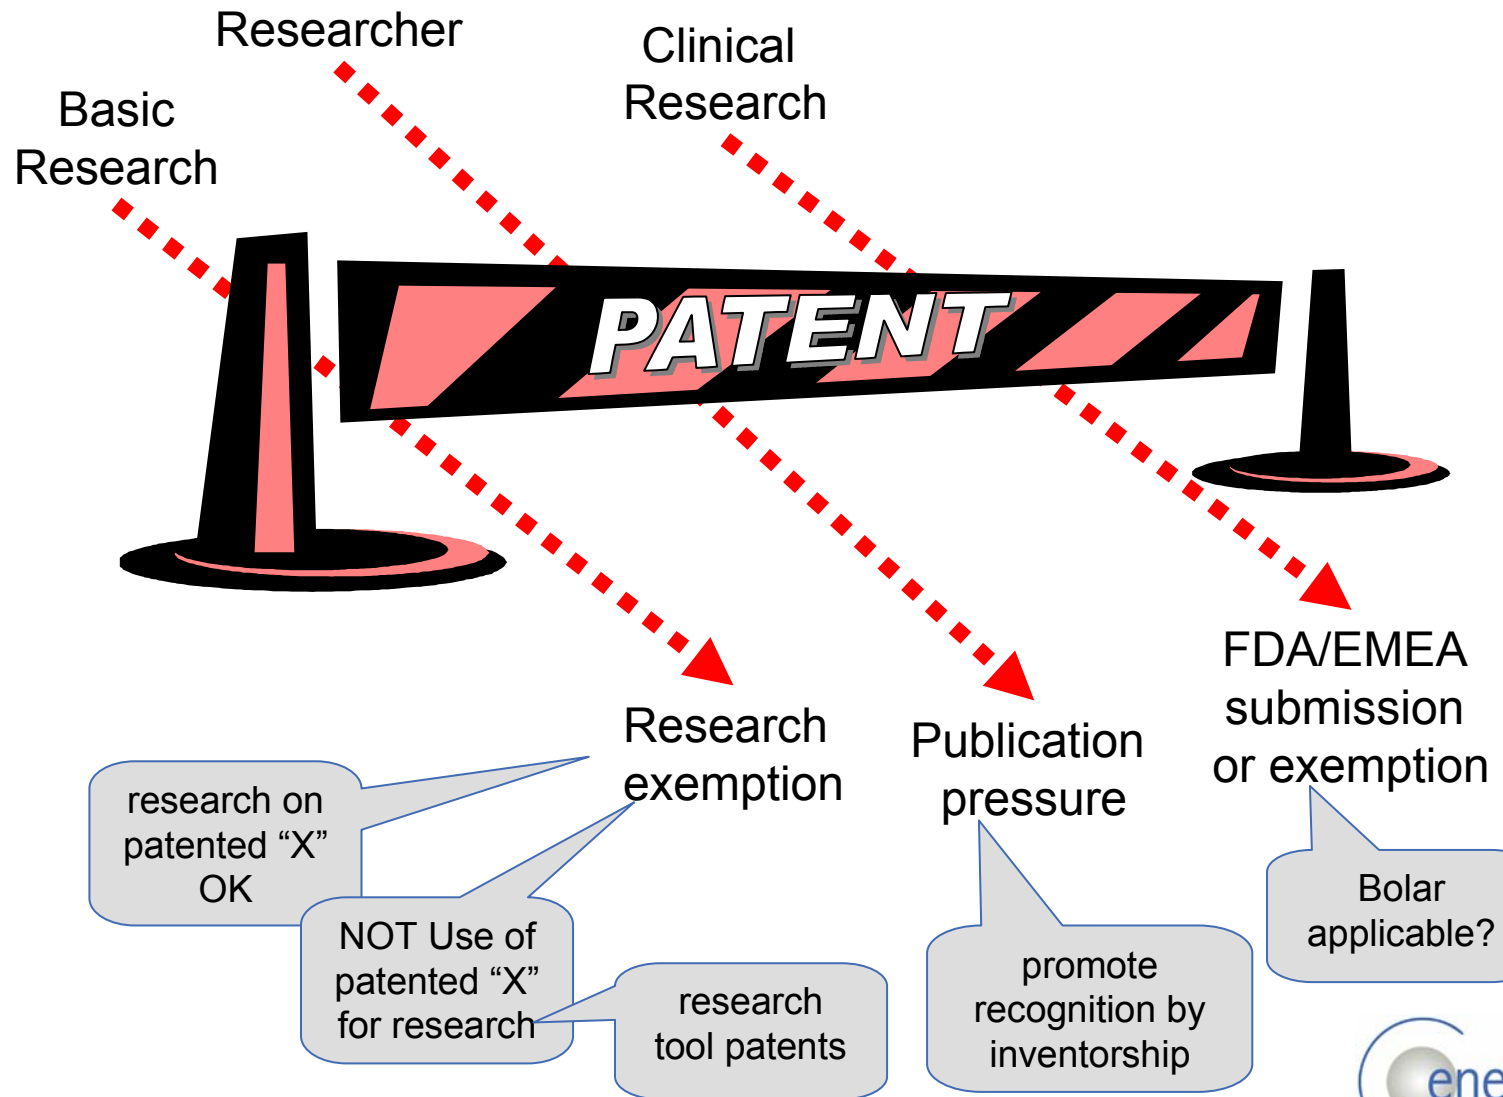 Researcher
Clinical
Research
Basic
Research
PATENT
Research
exemption
Publication
pressure
FDA/EMEA
submission
or exemption
research on
patented “X”
OK
NOT Use of
patented “X”
for research
research
tool patents
promote
recognition by
inventorship
Bolar
applicable?
ene